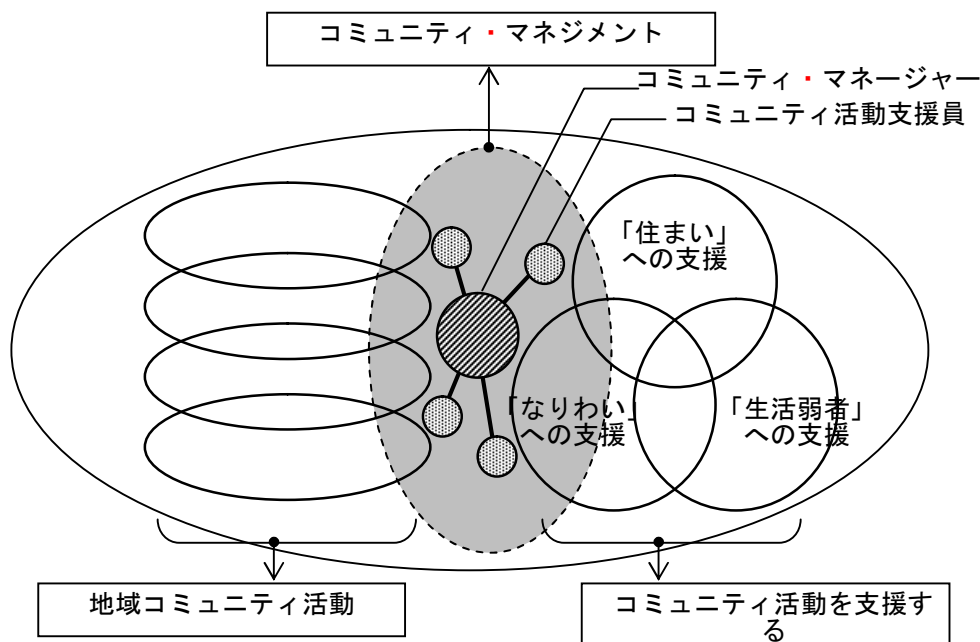 コミュニティ・マネジメント
コミュニティ・マネージャー
コミュニティ活動支援員
「住まい」
への支援
「なりわい」
への支援
「生活弱者」
への支援
地域コミュニティ活動
コミュニティ活動を支援す
る